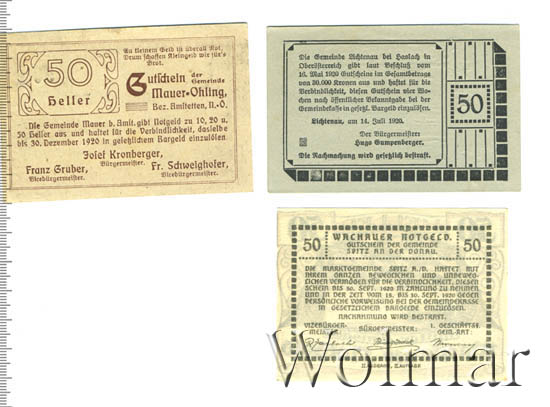 An kleinem Geld is überall Not,
Drum schaffen Kleingeld wir für's
Brot.
50
Heller
Gutschein der Gemeinde
Mauer-Öhling,
Bez. Amstetten, N.-Ö.
Die Gemeinde Mauer b. Amst. gibt Notgeld zu 10, 20 u.
50 Heller aus und haftet für die Verbindlichkeit, dasselbe
bis 30. Dezember 1920 in gesetzlichem Bargeld einzulösen.
Josef Kronberger,
Bürgermeister.
Franz Gruber,
Vizebürgermeister.
Fr. Schweighofer,
Vizebürgermeister.
Die Gemeinde Lichtenau bei Haslach in
Oberösterreich gibt laut Beschluß vom
16. Mai 1920 Gutscheine im Gesamtbetrage
von 30.000 Kronen aus und haftet für die
Verbindlichkeit, diesen Gutschein vier Wo-
chen nach öffentlicher Bekanntgabe bei der
Gemeindekasse in gesetzl. Bargeld einzulösen.
Lichtenau, am 14. Juli 1920.
Der Bürgermeister
Hugo Gumpenberger.
Die Nachmachung wird gesetzlich bestraft.
50
50
WACHAUER NOTGELD.
GUTSCHEIN DER GEMEINDE
SPITZ AN DER DONAU.
50
DIE MARKTGEMEINDE SPITZ A./D. HAFTET MIT
IHREM GANZEN BEWEGLICHEN UND UNBEWEG-
LICHEN VERMÖGEN FÜR DIE VERBINDLICHKEIT, DIESEN
SCHEIN BIS 30. SEPT. 1920 IN ZAHLUNG ZU NEHMEN
UND IN DER ZEIT VOM 15. BIS 30. SEPT. 1920 GEGEN
PERSÖNLICHE VORWEISUNG BEI DER GEMEINDEKASSE
IN GESETZLICHEM BARGELDE EINZULÖSEN.
NACHAHMUNG WIRD BESTRAFT.
VIZEBÜRGER-
MEISTER:
BÜRGERMEISTER:
1. GESCHÄFTS.
GEM.-RAT:
Wolmar